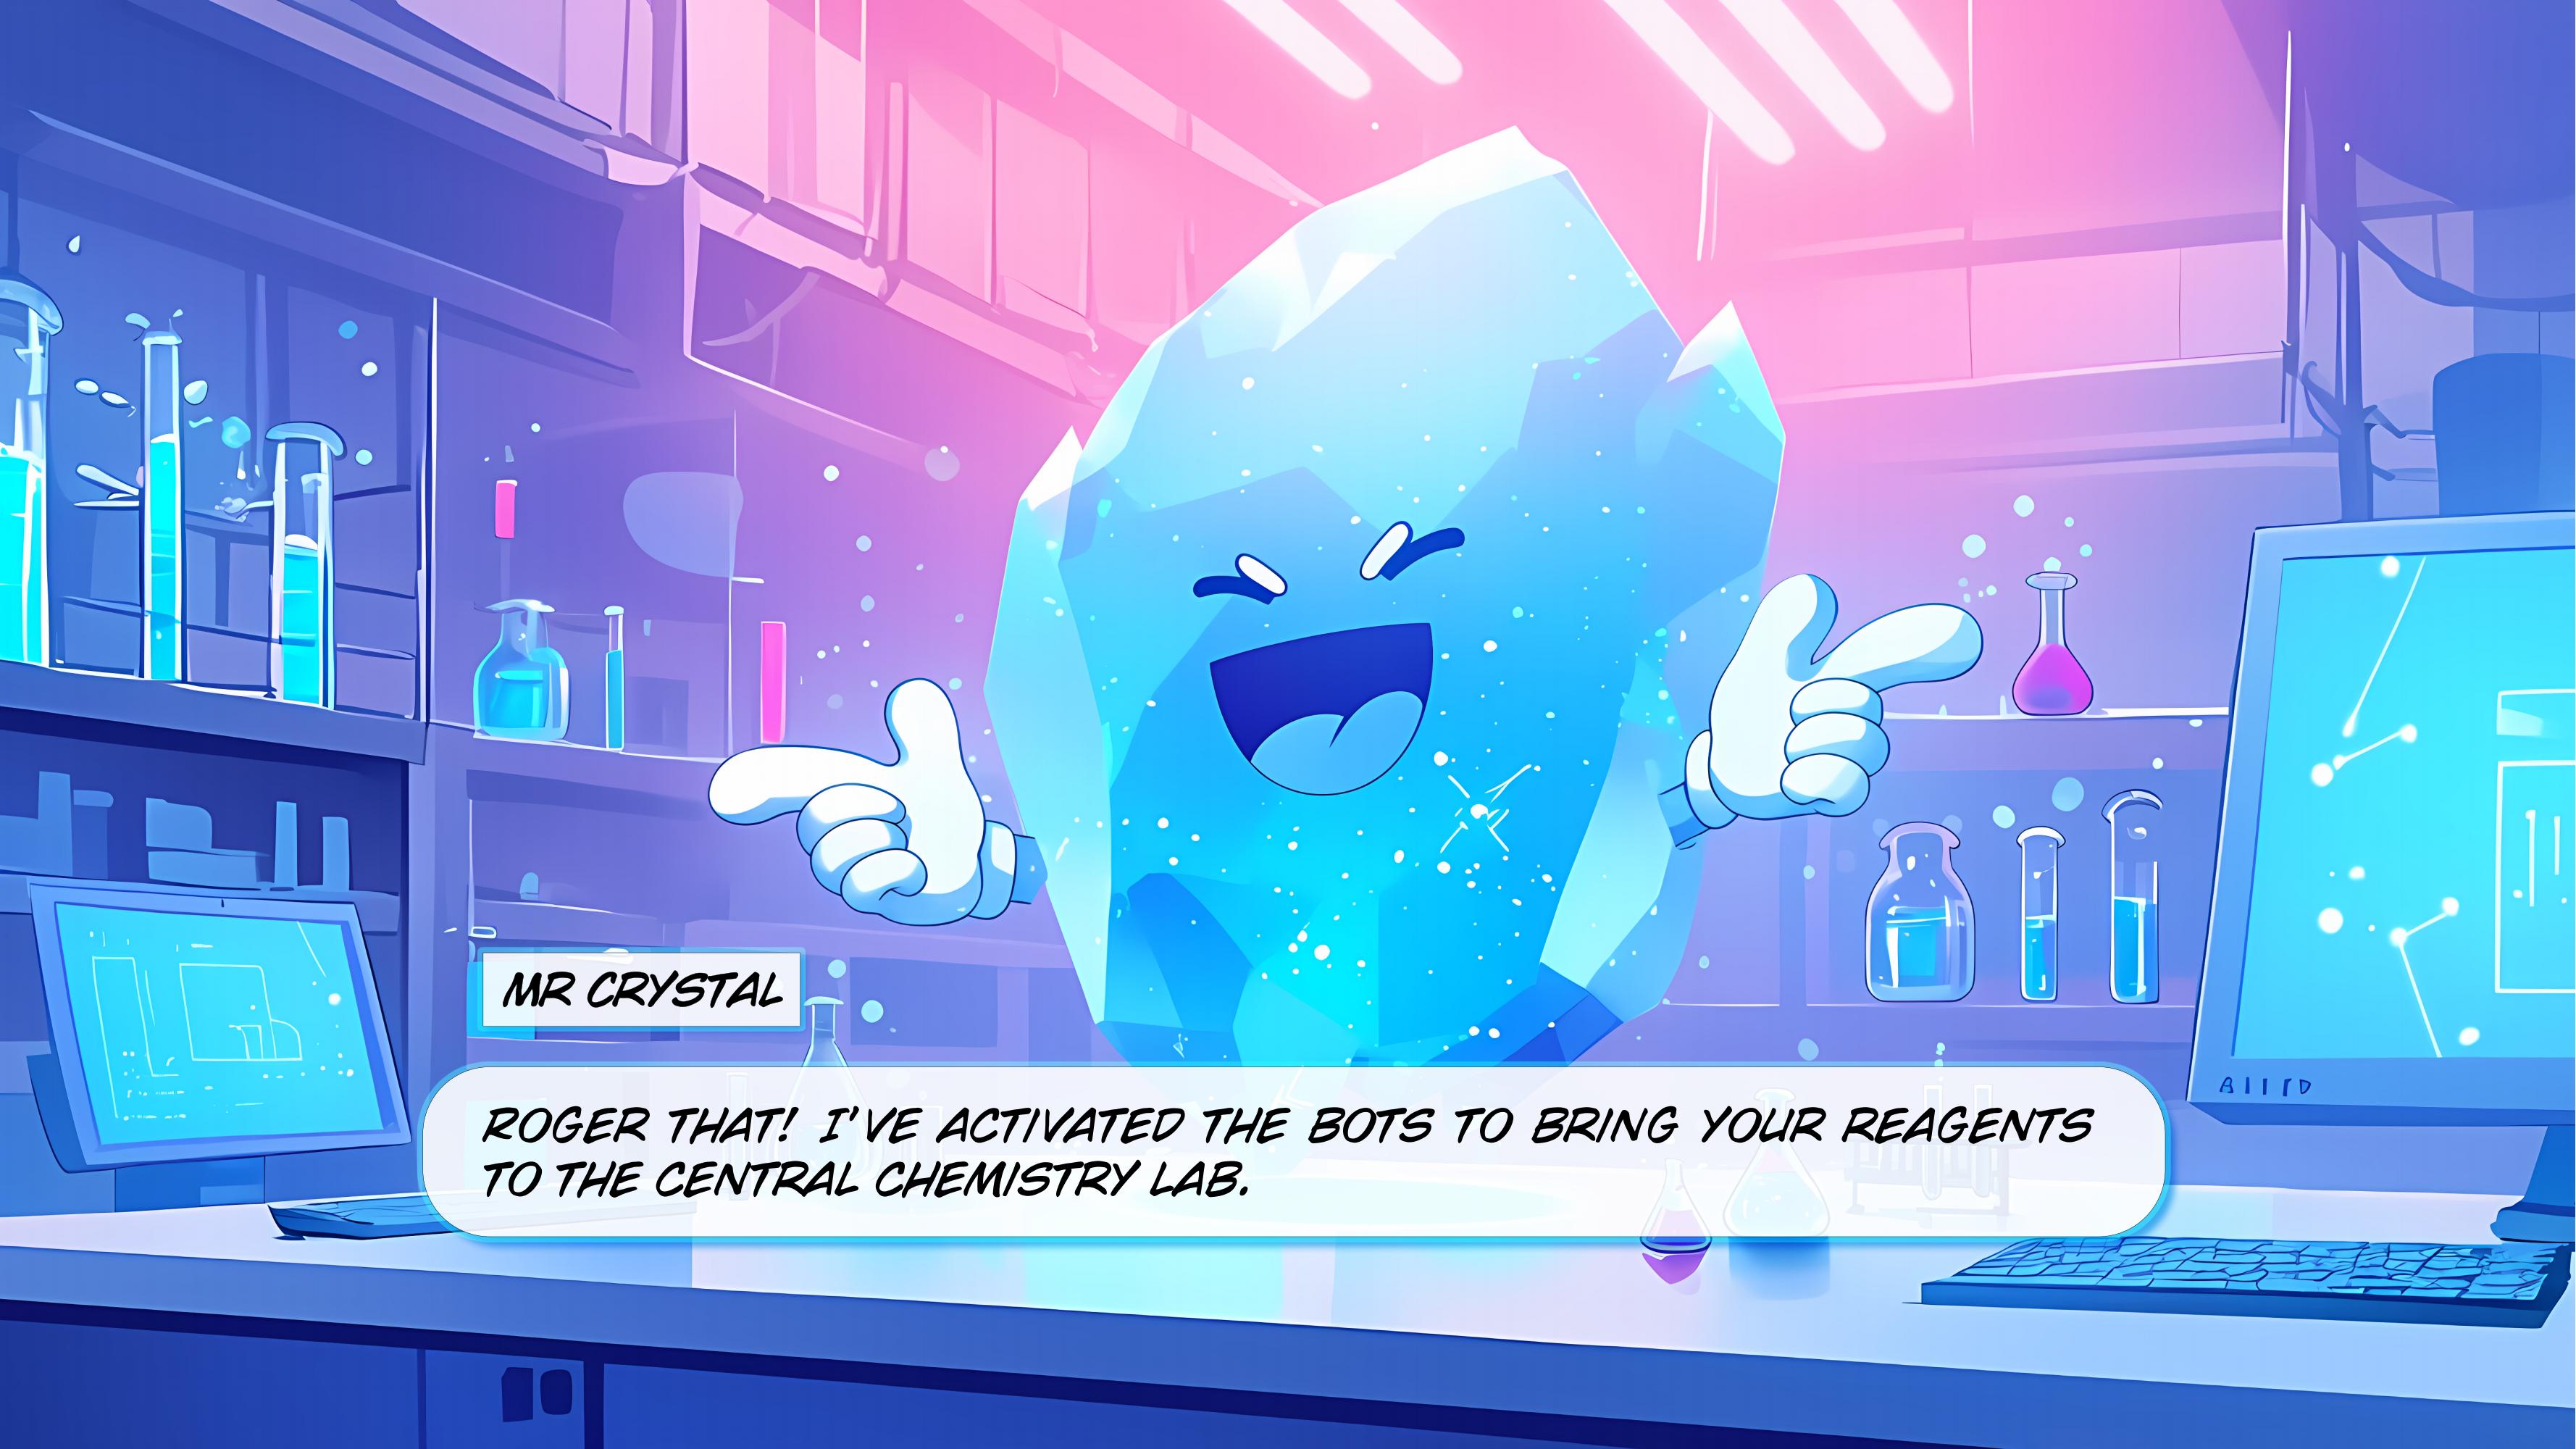 MR CRYSTAL
ROGER THAT! I'VE ACTIVATED THE BOTS TO BRING YOUR REAGENTS
TO THE CENTRAL CHEMISTRY LAB.